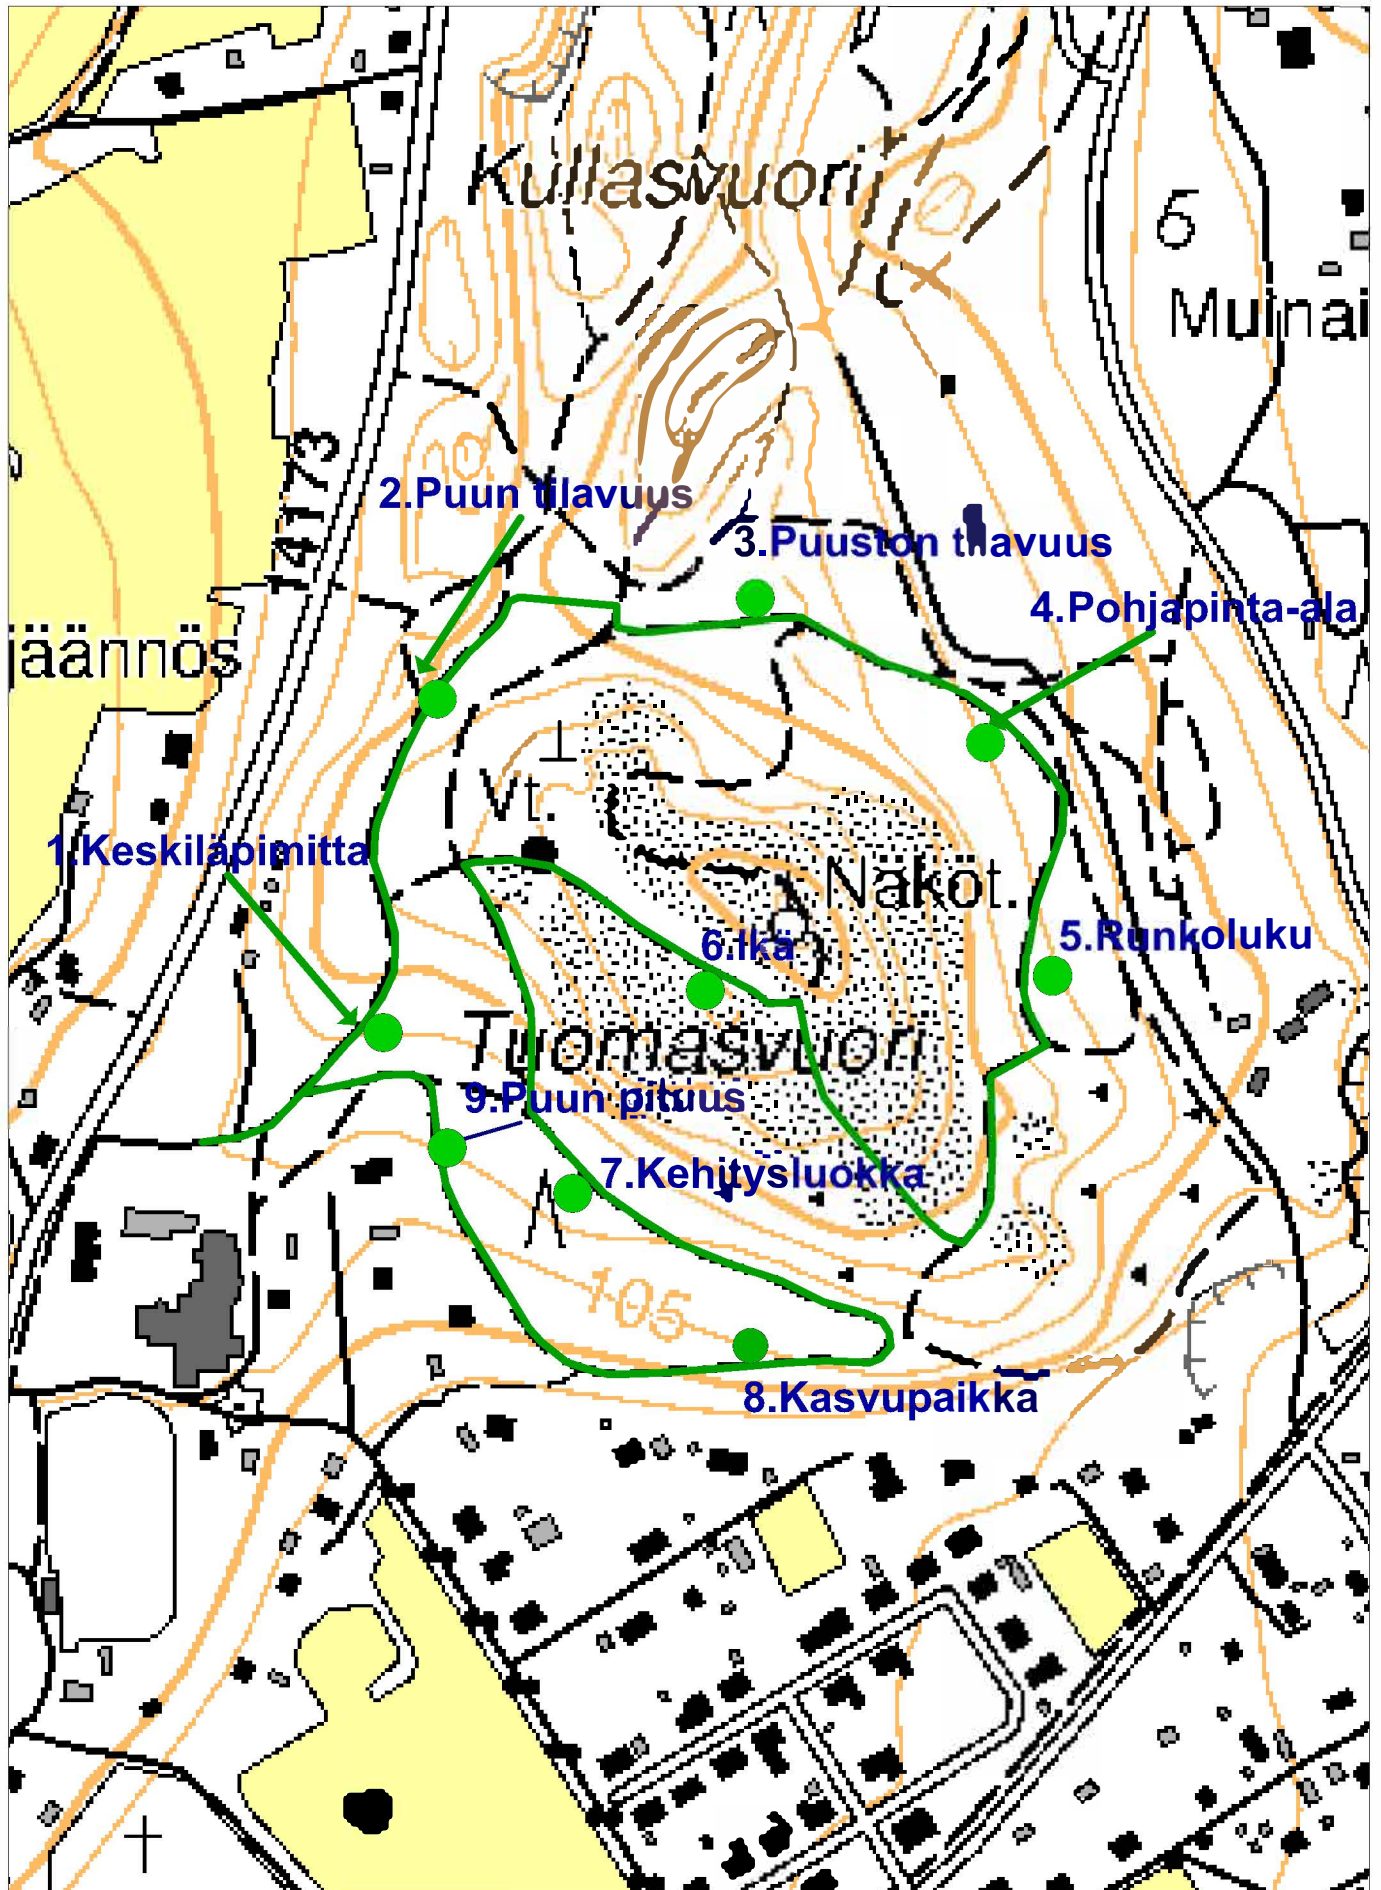 Kullasvuori
6
Muinai
14173
2.Puun tilavuus
3.Puuston tilavuus
4.Pohjapinta-ala
jäännös
Vt.
1.Keskiläpimitta
Näköt.
5.Runkoluku
6.Ikä
Tuomasvuori
9.Puun pituus
7.Kehitysluokka
105
8.Kasvupaikka